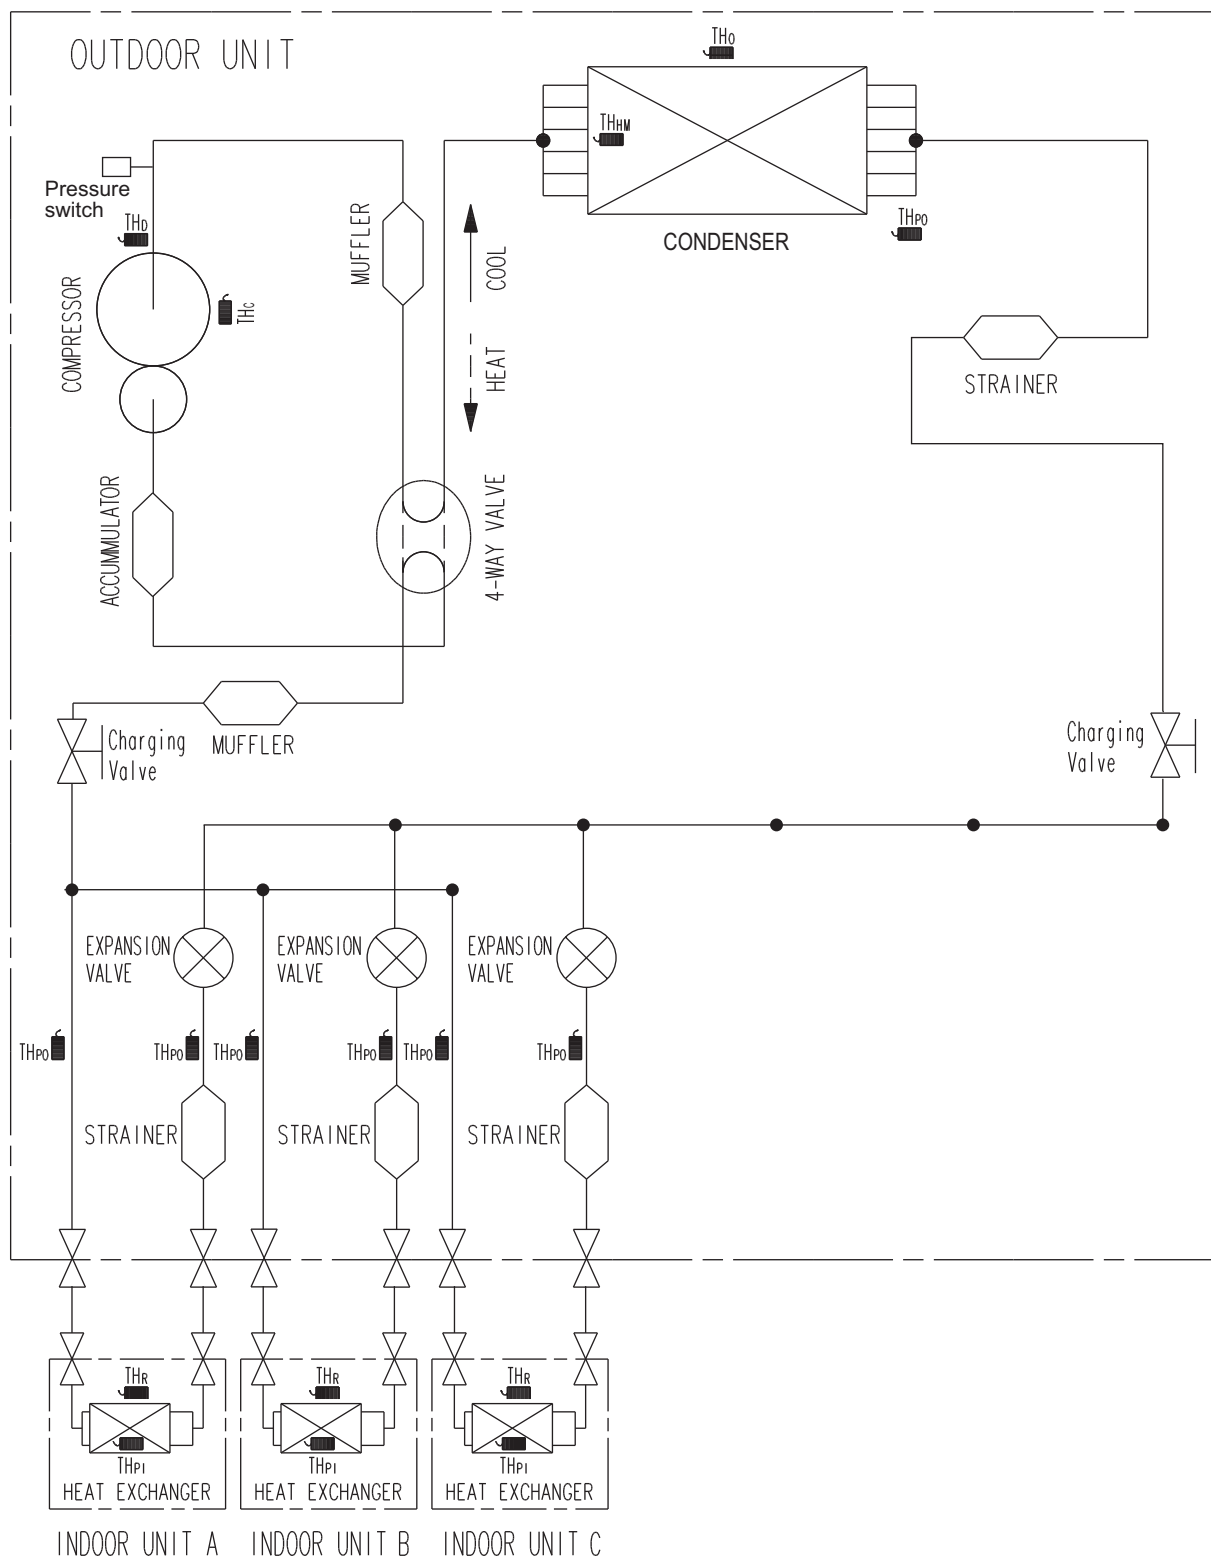 OUTDOOR UNIT
THO
THHM
Pressure
switch
THD
MUFFLER
COOL
CONDENSER
THPO
COMPRESSOR
THC
HEAT
STRAINER
ACCUMMULATOR
4-WAY VALVE
Charging
Valve
MUFFLER
Charging
Valve
EXPANSION
VALVE
EXPANSION
VALVE
EXPANSION
VALVE
THPO
THPO
THPO
THPO
THPO
THPO
STRAINER
STRAINER
STRAINER
THR
THR
THR
THPI
THPI
THPI
HEAT EXCHANGER
HEAT EXCHANGER
HEAT EXCHANGER
INDOOR UNIT A
INDOOR UNIT B
INDOOR UNIT C